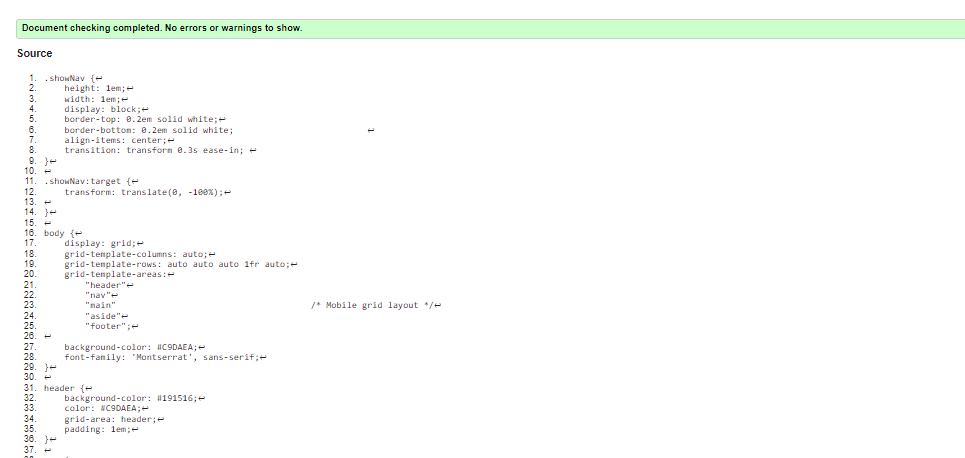 Document checking completed. No errors or warnings to show.
Source
1. .showNav {↩
2. height: 1em;↩
3. width: 1em;↩
4. display: block;↩
5. border-top: 0.2em solid white;↩
6. border-bottom: 0.2em solid white; ↩
7. align-items: center;↩
8. transition: transform 0.3s ease-in; ↩
9. }↩
10. ↩
11. .showNav:target {↩
12. transform: translate(0, -100%);↩
13. ↩
14. }↩
15. ↩
16. body {↩
17. display: grid;↩
18. grid-template-columns: auto;↩
19. grid-template-rows: auto auto auto 1fr auto;↩
20. grid-template-areas:↩
21. "header"↩
22. "nav"↩
23. "main" /* Mobile grid layout */↩
24. "aside"↩
25. "footer";↩
26. ↩
27. background-color: #C9DAEA;↩
28. font-family: 'Montserrat', sans-serif;↩
29. }↩
30. ↩
31. header {↩
32. background-color: #191516;↩
33. color: #C9DAEA;↩
34. grid-area: header;↩
35. padding: 1em;↩
36. }↩
37. ↩